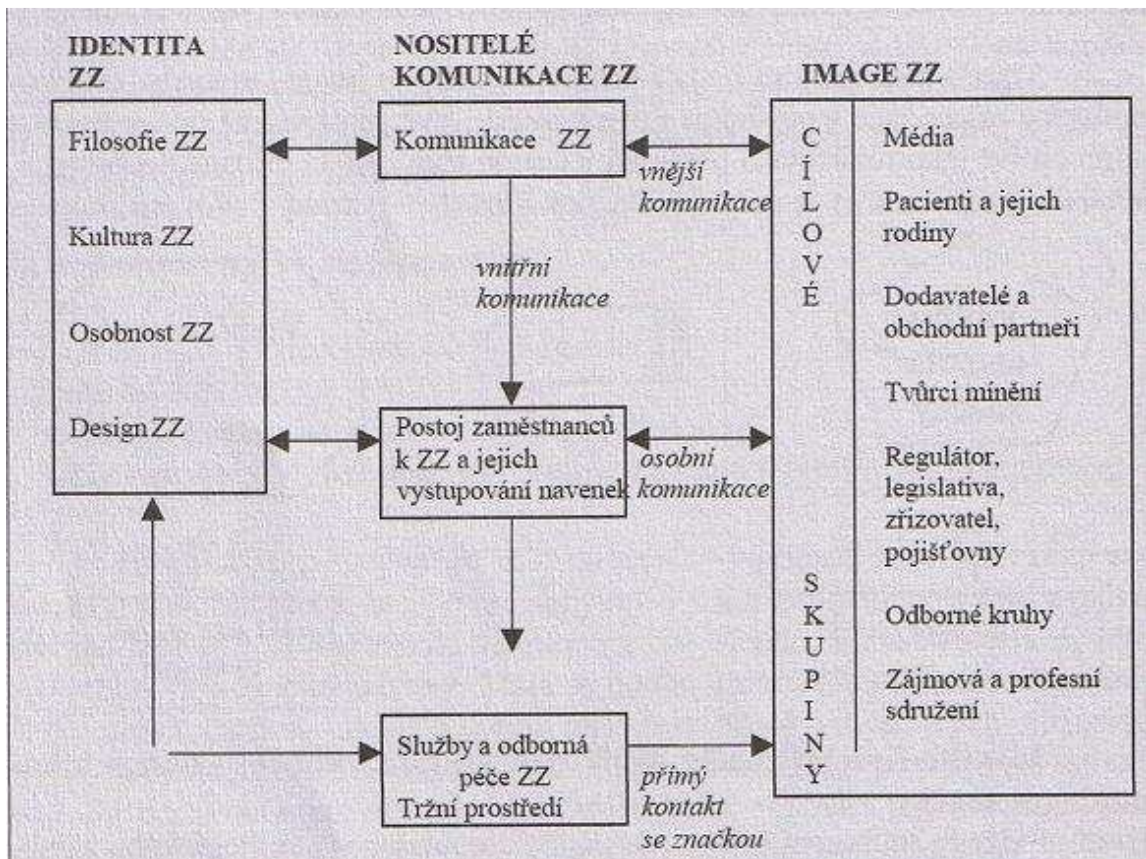 IDENTITA
ZZ
Filosofie ZZ
Kultura ZZ
Osobnost ZZ
Design ZZ
NOSITELÉ
KOMUNIKACE ZZ
Komunikace ZZ
vnitřní
komunikace
Postoj zaměstnanců
k ZZ a jejich
vystupování navenek
Služby a odborná
péče ZZ
Tržní prostředí
vnější
komunikace
osobní
komunikace
přímý
kontakt
se značkou
IMAGE ZZ
C
Í
L
O
V
É
S
K
U
P
I
N
Y
Média
Pacienti a jejich
rodiny
Dodavatelé a
obchodní partneři
Tvůrci mínění
Regulátor,
legislativa,
zřizovatel,
pojišťovny
Odborné kruhy
Zájmová a profesní
sdružení